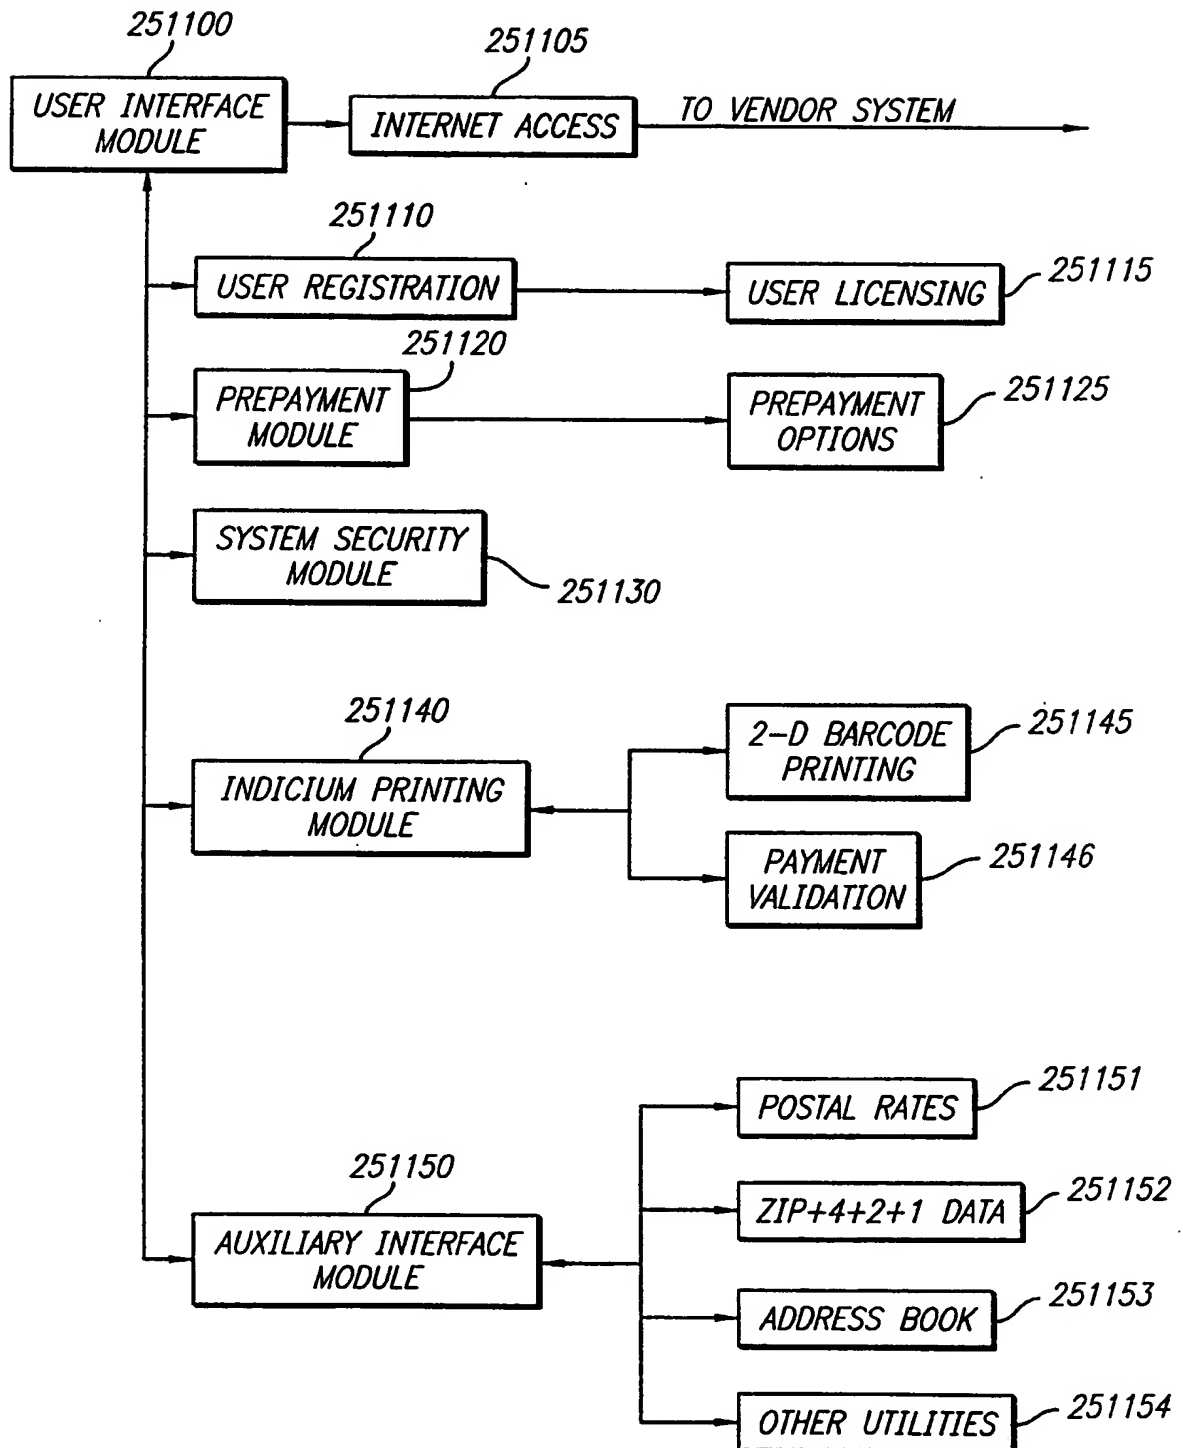 251100
USER INTERFACE
MODULE
251105
INTERNET ACCESS
TO VENDOR SYSTEM
251110
USER REGISTRATION
USER LICENSING
251115
251120
PREPAYMENT
MODULE
PREPAYMENT
OPTIONS
251125
SYSTEM SECURITY
MODULE
251130
251140
INDICIUM PRINTING
MODULE
2-D BARCODE
PRINTING
251145
PAYMENT
VALIDATION
251146
251150
AUXILIARY INTERFACE
MODULE
POSTAL RATES
251151
ZIP+4+2+1 DATA
251152
ADDRESS BOOK
251153
OTHER UTILITIES
251154